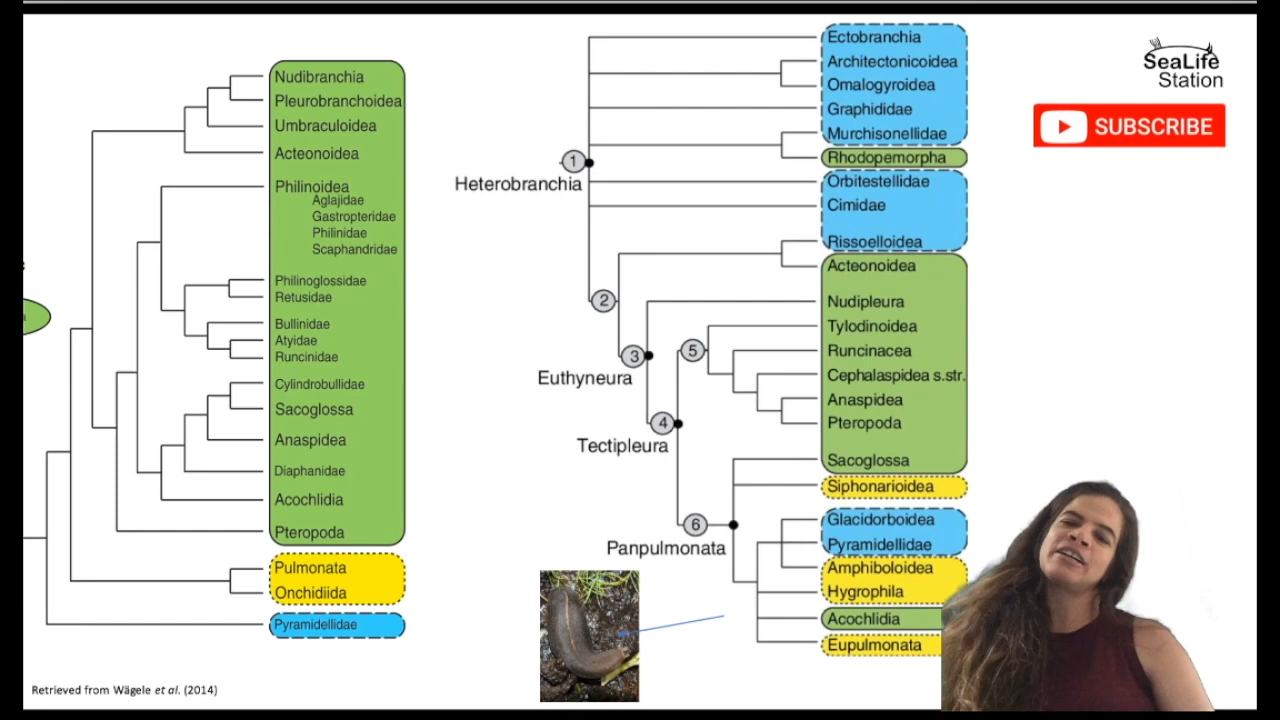 Nudibranchia
Pleurobranchoidea
Umbraculoidea
Acteonoidea
Philinoidea
Aglajidae
Gastropteridae
Philinidae
Scaphandridae
Philinoglossidae
Retusidae
Bullinidae
Atyidae
Runcinidae
Cylindrobullidae
Sacoglossa
Anaspidea
Diaphanidae
Acochlidia
Pteropoda
Pulmonata
Onchidiida
Pyramidellidae
Retrieved from Wägele et al. (2014)
1
Heterobranchia
2
3
Euthyneura
4
Tectipleura
5
6
Panpulmonata
Ectobranchia
Architectonicoidea
Omalogyroidea
Graphididae
Murchisonellidae
Rhodopemorpha
Orbitestellidae
Cimidae
Rissoelloidea
Acteonoidea
Nudipleura
Tylodinoidea
Runcinacea
Cephalaspidea s.str.
Anaspidea
Pteropoda
Sacoglossa
Siphonarioidea
Glacidorboidea
Pyramidellidae
Amphiboloidea
Hygrophila
Acochlidia
Eupulmonata
SeaLife
Station
SUBSCRIBE